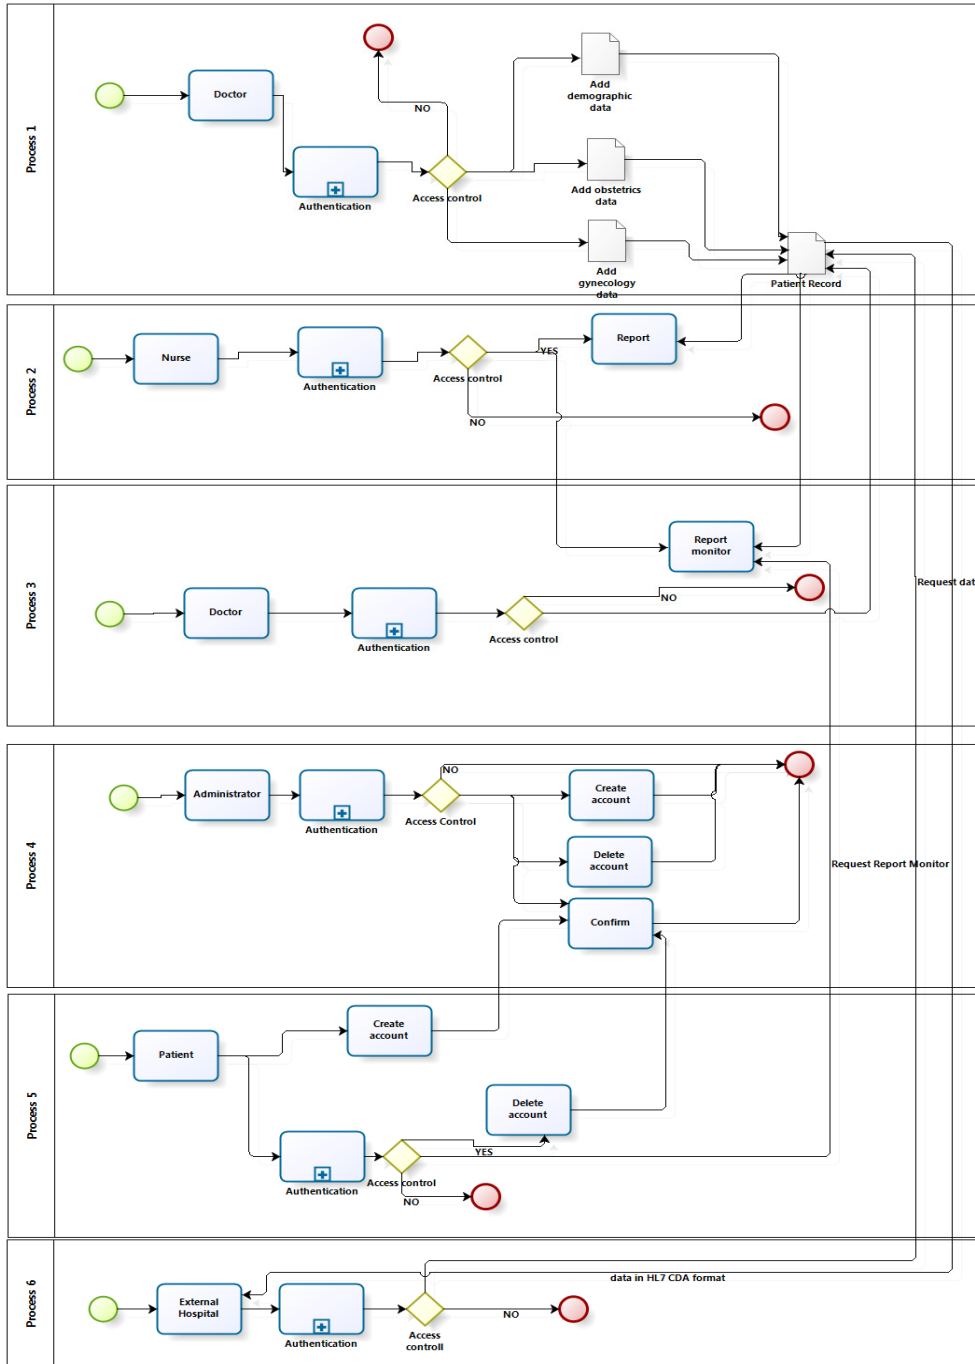 Process 1
Doctor
Authentication
NO
Access control
Add
demographic
data
Add obstetrics
data
Add
gynecology
data
Patient Record
Process 2
Nurse
Authentication
Access control
YES
NO
Report
Process 3
Doctor
Authentication
Access control
NO
Report
monitor
Request dat
Process 4
Administrator
Authentication
Access Control
NO
Create
account
Delete
account
Confirm
Request Report Monitor
Process 5
Patient
Create
account
Delete
account
Authentication
Access control
YES
NO
Process 6
External
Hospital
Authentication
Access
controll
NO
data in HL7 CDA format